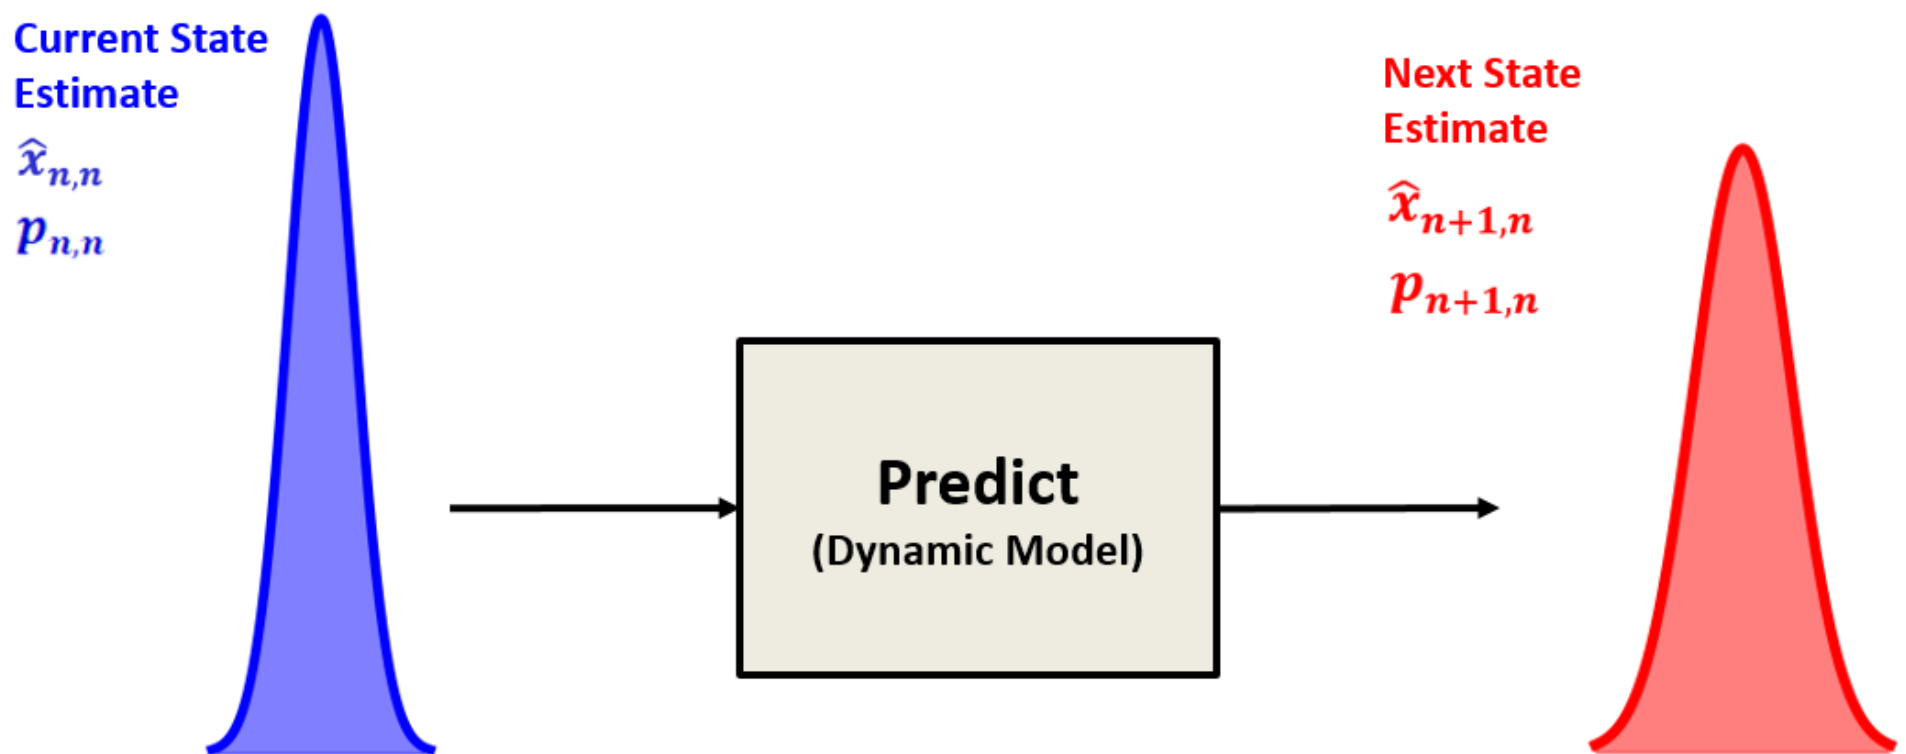 Current State
Estimate
x̂ₙ,ₙ
pₙ,ₙ
Predict
(Dynamic Model)
Next State
Estimate
x̂ₙ₊₁,ₙ
pₙ₊₁,ₙ